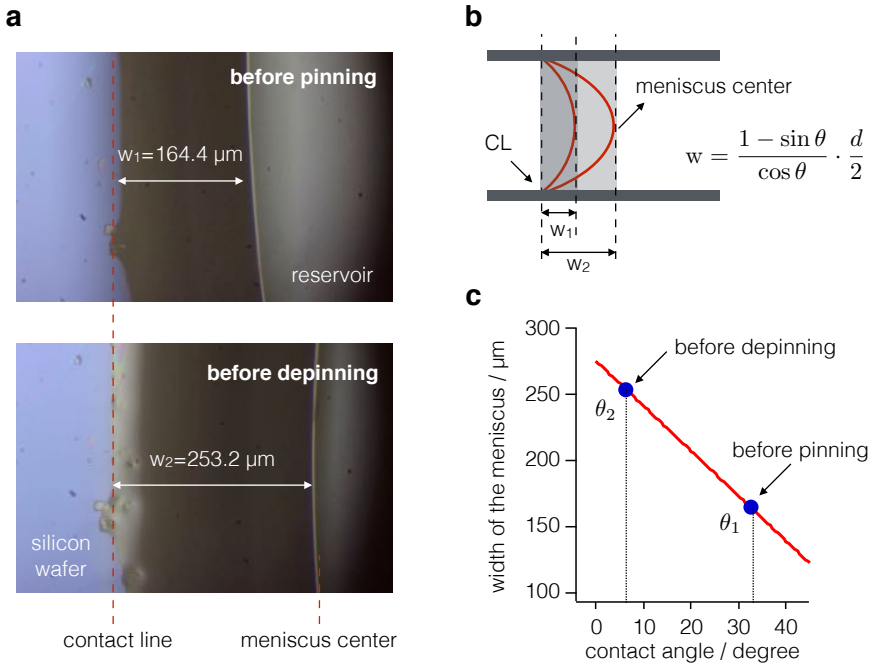 a
before pinning
w₁=164.4 µm
reservoir
before depinning
w₂=253.2 µm
silicon
wafer
contact line
meniscus center
b
meniscus center
CL
w = (1 − sin θ)/(cos θ) · d/2
w₁
w₂
c
width of the meniscus / µm
300
250
200
150
100
before depinning
θ₂
before pinning
θ₁
0 10 20 30 40
contact angle / degree